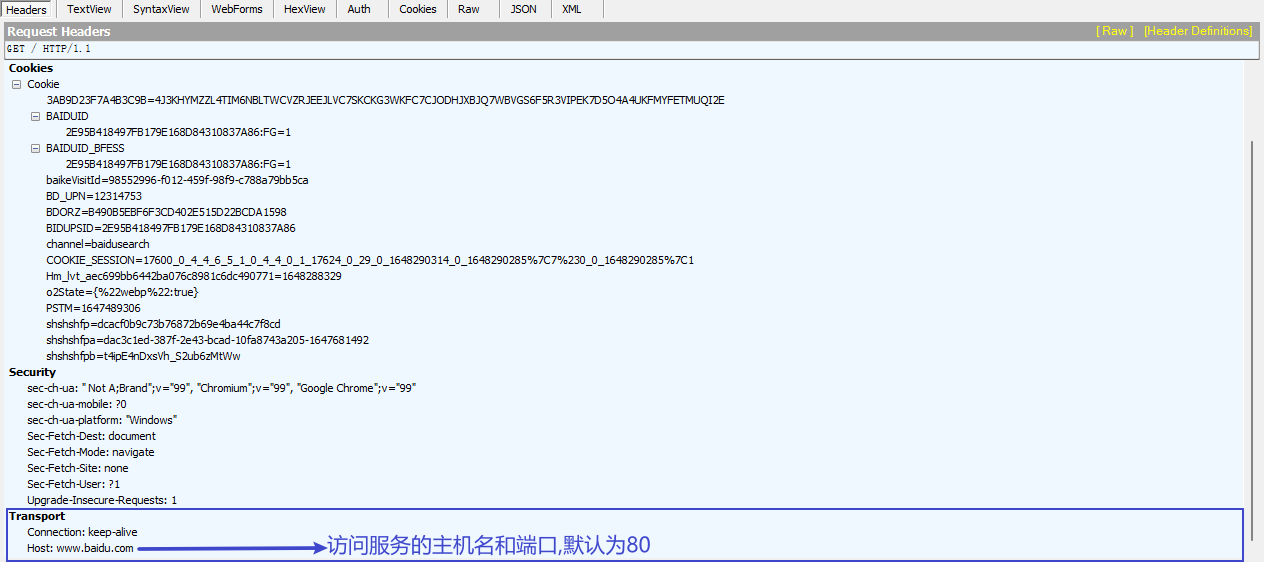 Headers TextView SyntaxView WebForms HexView Auth Cookies Raw JSON XML
Request Headers [ Raw ] [Header Definitions]
GET / HTTP/1.1
Cookies
Cookie
3AB9D23F7A4B3C9B=4J3KHYMZZL4TIM6NBLTWCVZRJEEJLVC7SKCKG3WKFC7CJODHJXBJQ7WBVGS6F5R3VIPEK7D5O4A4UKFMYFETMUQI2E
BAIDUID
2E95B418497FB179E168D84310837A86:FG=1
BAIDUID_BFESS
2E95B418497FB179E168D84310837A86:FG=1
baikeVisitId=98552996-f012-459f-98f9-c788a79bb5ca
BD_UPN=12314753
BDORZ=B490B5EBF6F3CD402E515D22BCDA1598
BIDUPSID=2E95B418497FB179E168D84310837A86
channel=baidusearch
COOKIE_SESSION=17600_0_4_4_6_5_1_0_4_4_0_1_17624_0_29_0_1648290314_0_1648290285%7C7%230_0_1648290285%7C1
Hm_lvt_aec699bb6442ba076c8981c6dc490771=1648288329
o2State={%22webp%22:true}
PSTM=1647489306
shshshfp=dcacf0b9c73b76872b69e4ba44c7f8cd
shshshfpa=dac3c1ed-387f-2e43-bcad-10fa8743a205-1647681492
shshshfpb=t4ipE4nDxsVh_S2ub6zMtWw
Security
sec-ch-ua: " Not A;Brand";v="99", "Chromium";v="99", "Google Chrome";v="99"
sec-ch-ua-mobile: ?0
sec-ch-ua-platform: "Windows"
Sec-Fetch-Dest: document
Sec-Fetch-Mode: navigate
Sec-Fetch-Site: none
Sec-Fetch-User: ?1
Upgrade-Insecure-Requests: 1
Transport
Connection: keep-alive
Host: www.baidu.com 访问服务的主机名和端口,默认为80